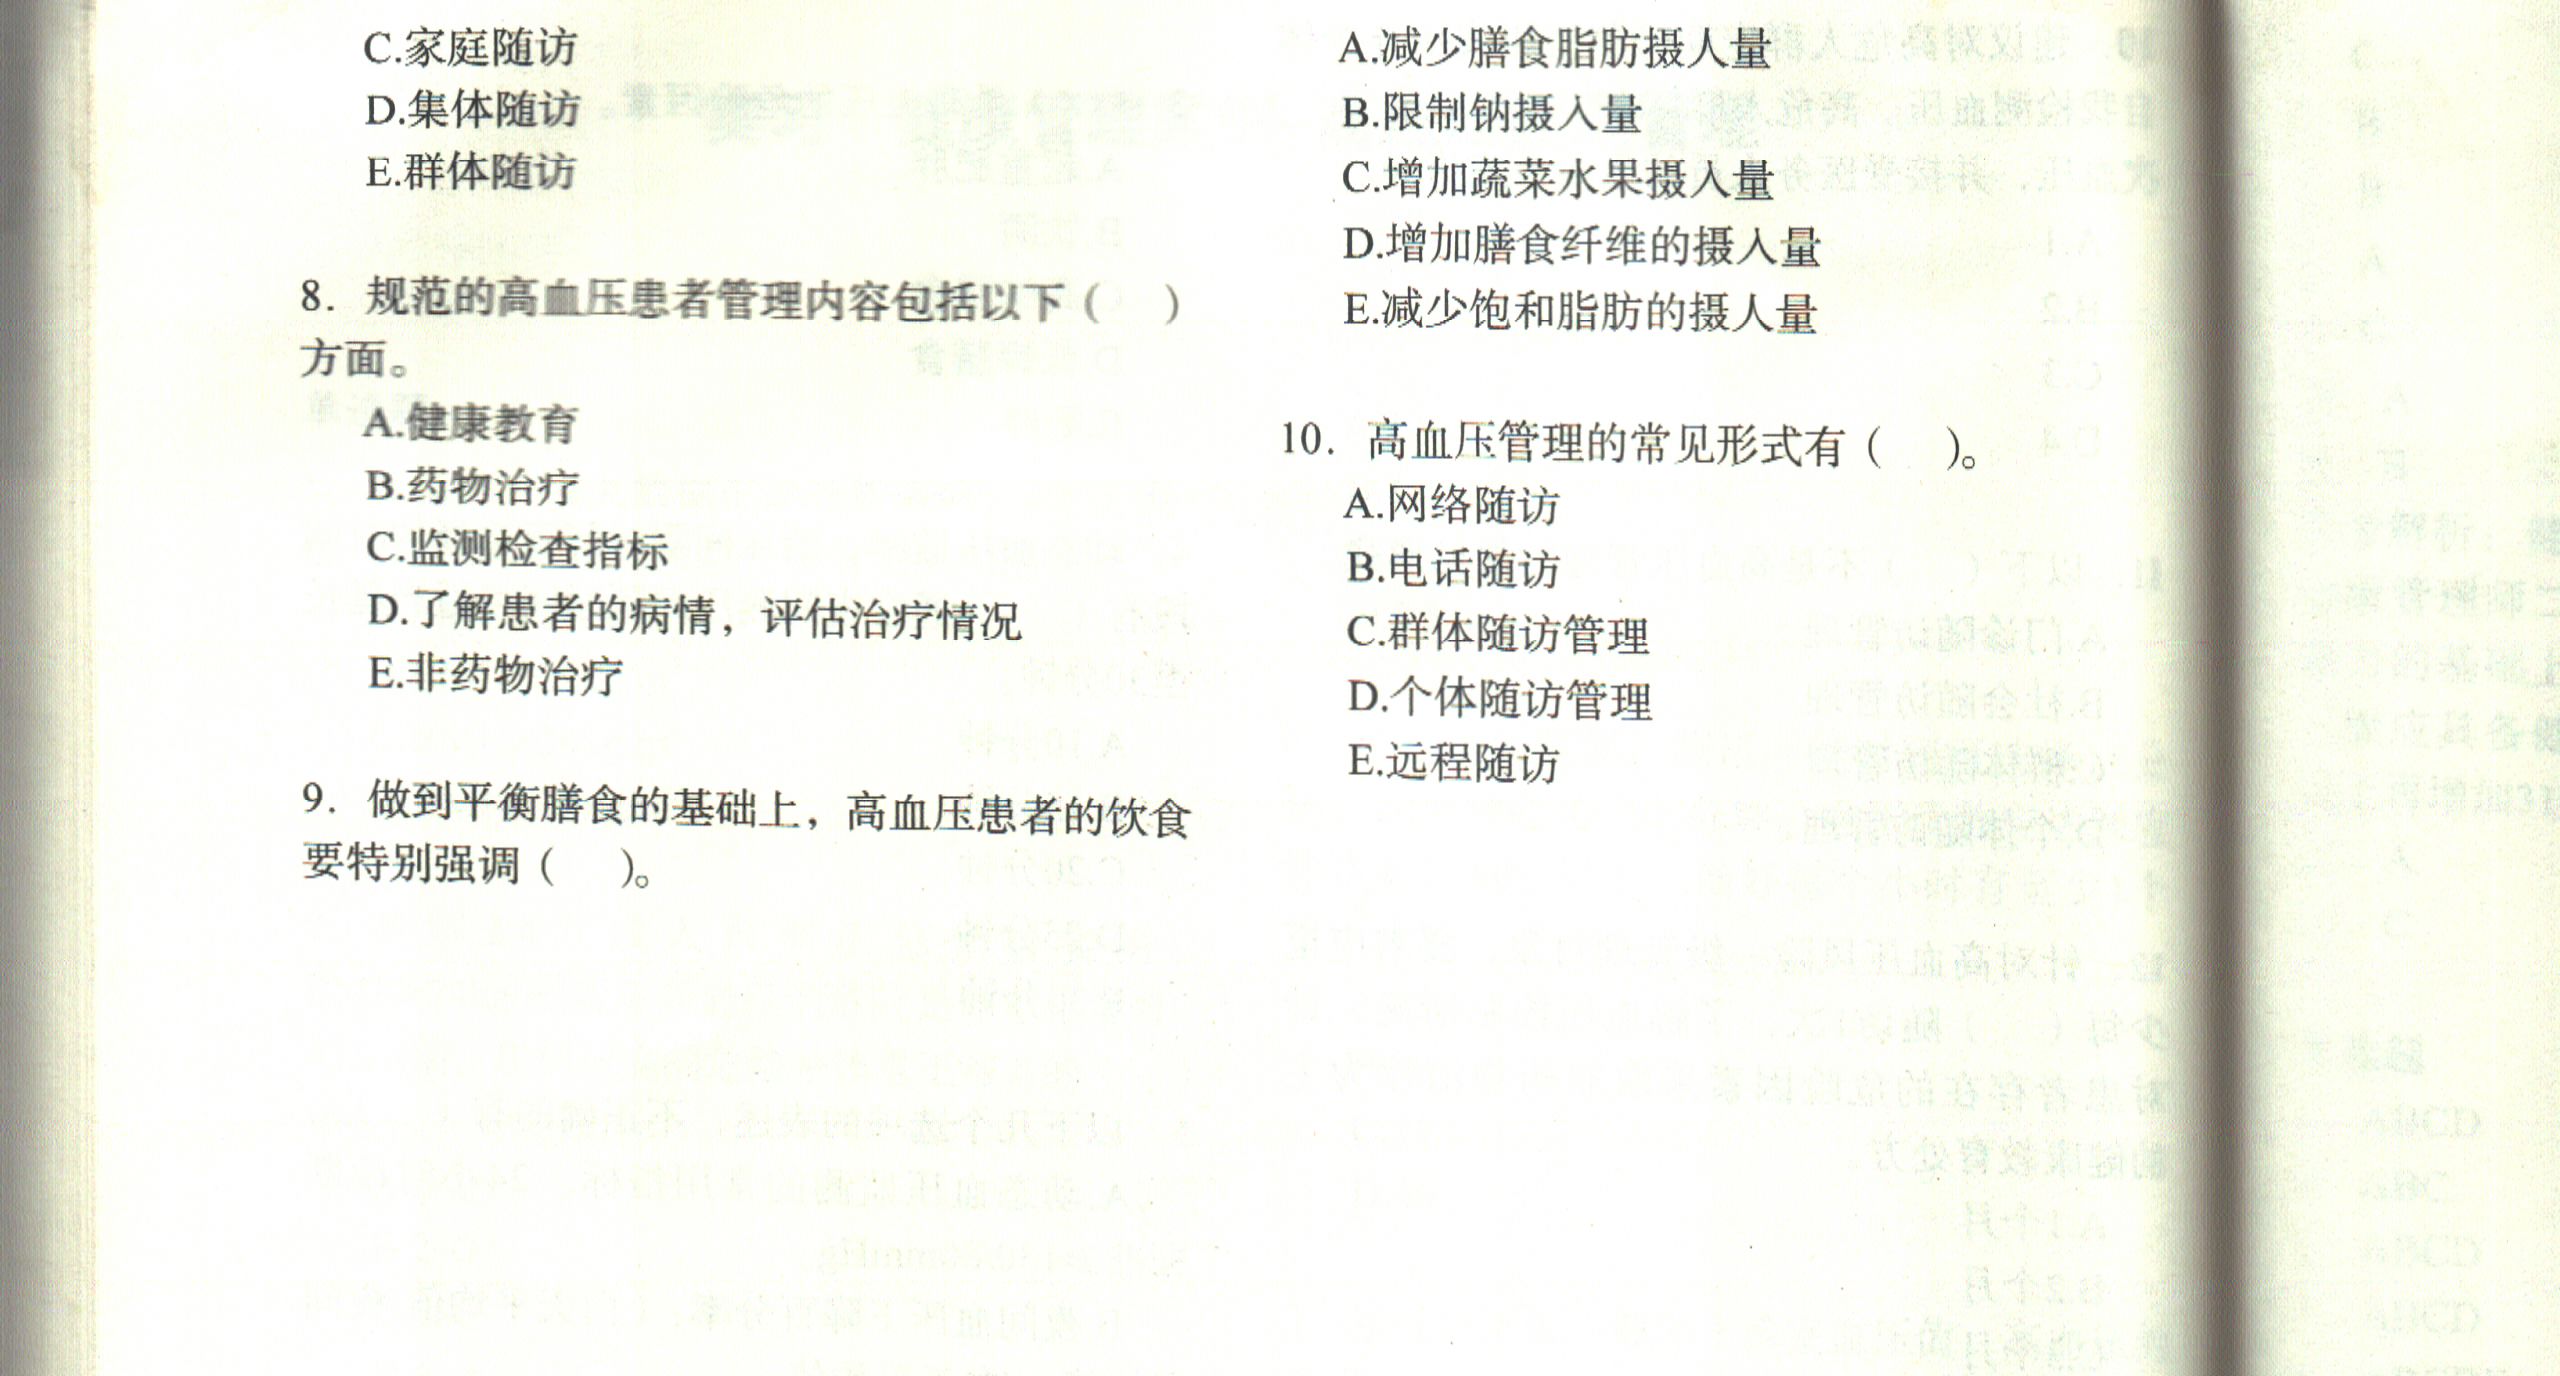 C.家庭随访
D.集体随访
E.群体随访
8. 规范的高血压患者管理内容包括以下（ ）
方面。
A.健康教育
B.药物治疗
C.监测检查指标
D.了解患者的病情，评估治疗情况
E.非药物治疗
9. 做到平衡膳食的基础上，高血压患者的饮食
要特别强调（ ）。
A.减少膳食脂肪摄人量
B.限制钠摄入量
C.增加蔬菜水果摄人量
D.增加膳食纤维的摄入量
E.减少饱和脂肪的摄人量
10. 高血压管理的常见形式有（ ）。
A.网络随访
B.电话随访
C.群体随访管理
D.个体随访管理
E.远程随访